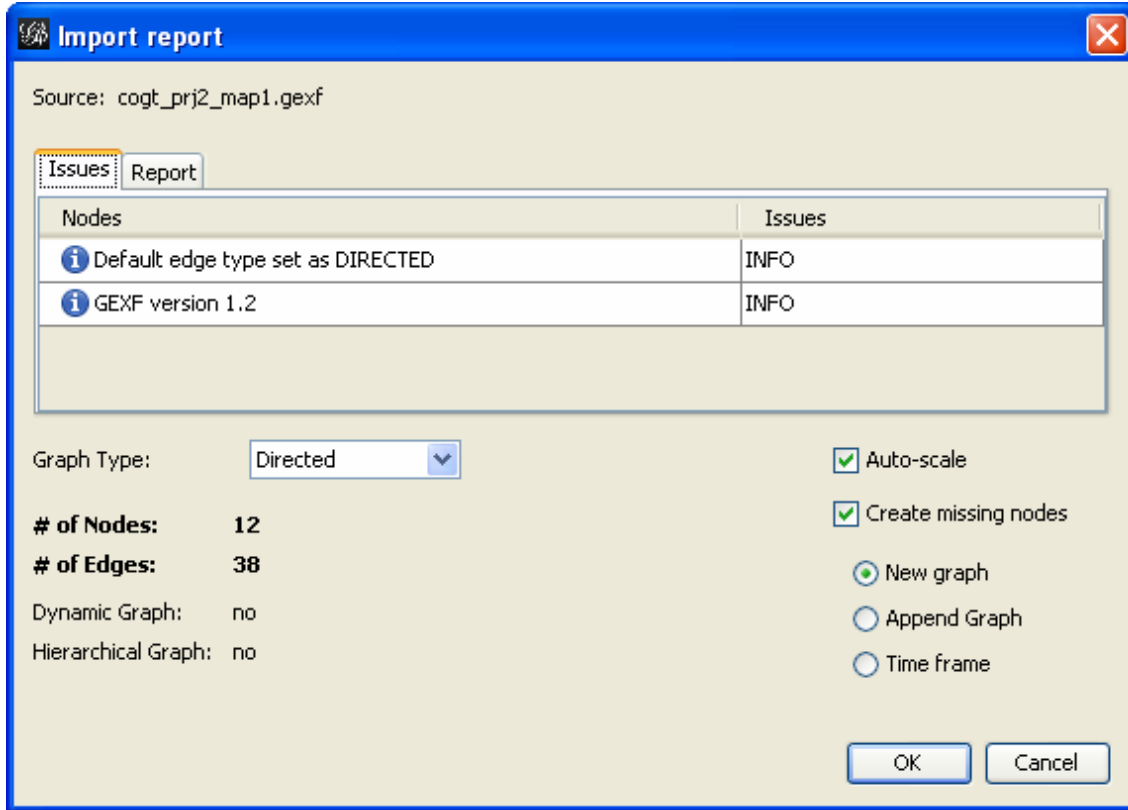 Import report
Source: cogt_prj2_map1.gexf
Issues Report
Nodes Issues
Default edge type set as DIRECTED INFO
GEXF version 1.2 INFO
Graph Type: Directed
Auto-scale
# of Nodes: 12
Create missing nodes
# of Edges: 38
New graph
Dynamic Graph: no
Append Graph
Hierarchical Graph: no
Time frame
OK Cancel